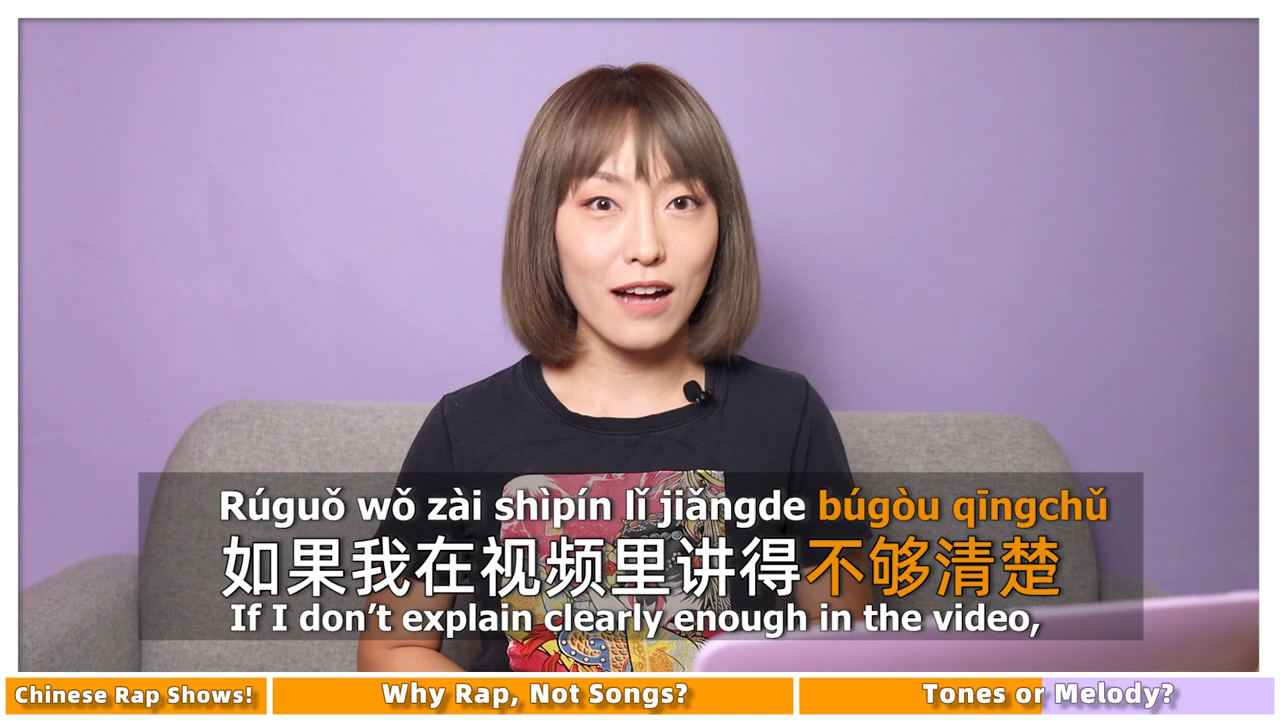 Rúguǒ wǒ zài shìpín lǐ jiǎngde búgòu qīngchǔ
如果我在视频里讲得不够清楚
If I don't explain clearly enough in the video,
Chinese Rap Shows!
Why Rap, Not Songs?
Tones or Melody?